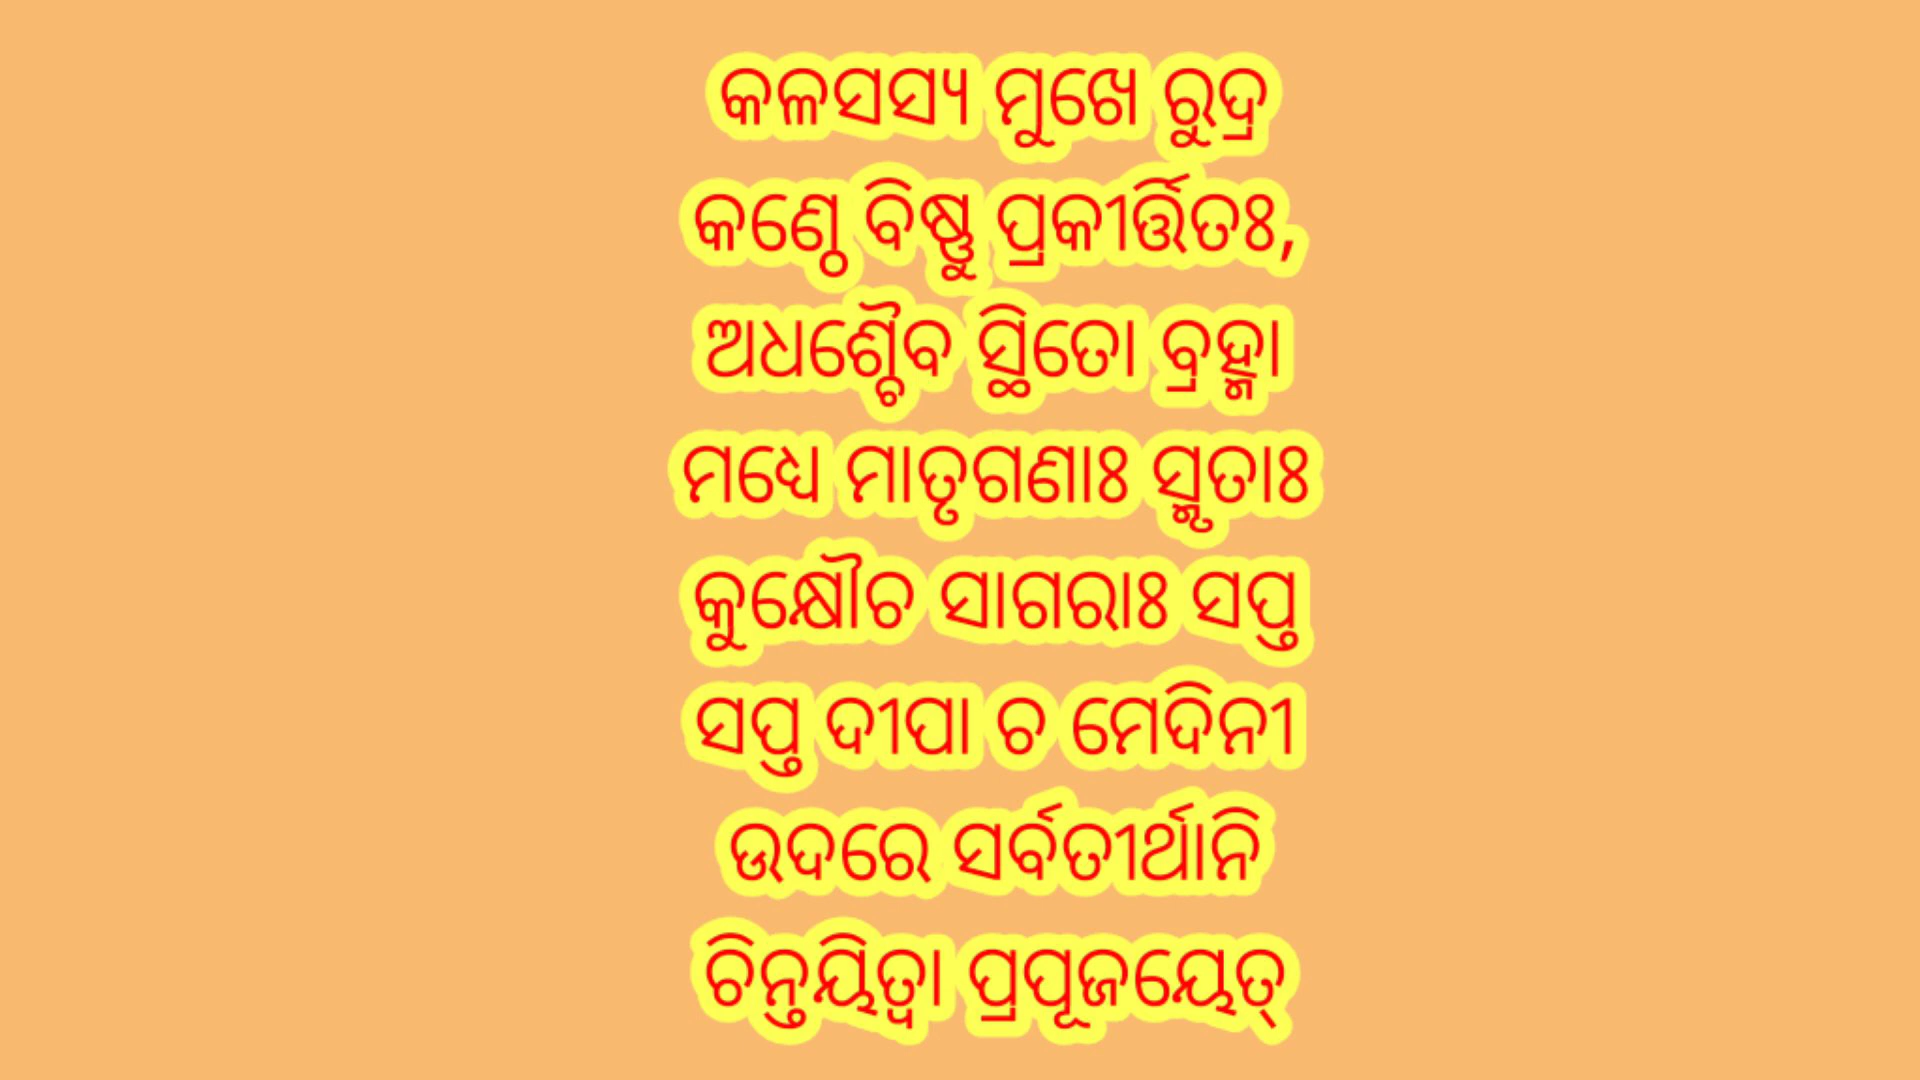 କଳସସ୍ୟ ମୁଖେ ରୁଦ୍ର
କଣ୍ଠେ ବିଷ୍ଣୁ ପ୍ରକୀର୍ତ୍ତିତଃ,
ଅଧଶ୍ଚୈବ ସ୍ଥିତୋ ବ୍ରହ୍ମା
ମଧ୍ୟେ ମାତୃଗଣାଃ ସ୍ମୃତାଃ
କୁକ୍ଷୌଚ ସାଗରାଃ ସପ୍ତ
ସପ୍ତ ଦୀପା ଚ ମେଦିନୀ
ଉଦରେ ସର୍ବତୀର୍ଥାନି
ଚିନ୍ତୟିତ୍ୱା ପ୍ରପୂଜୟେତ୍